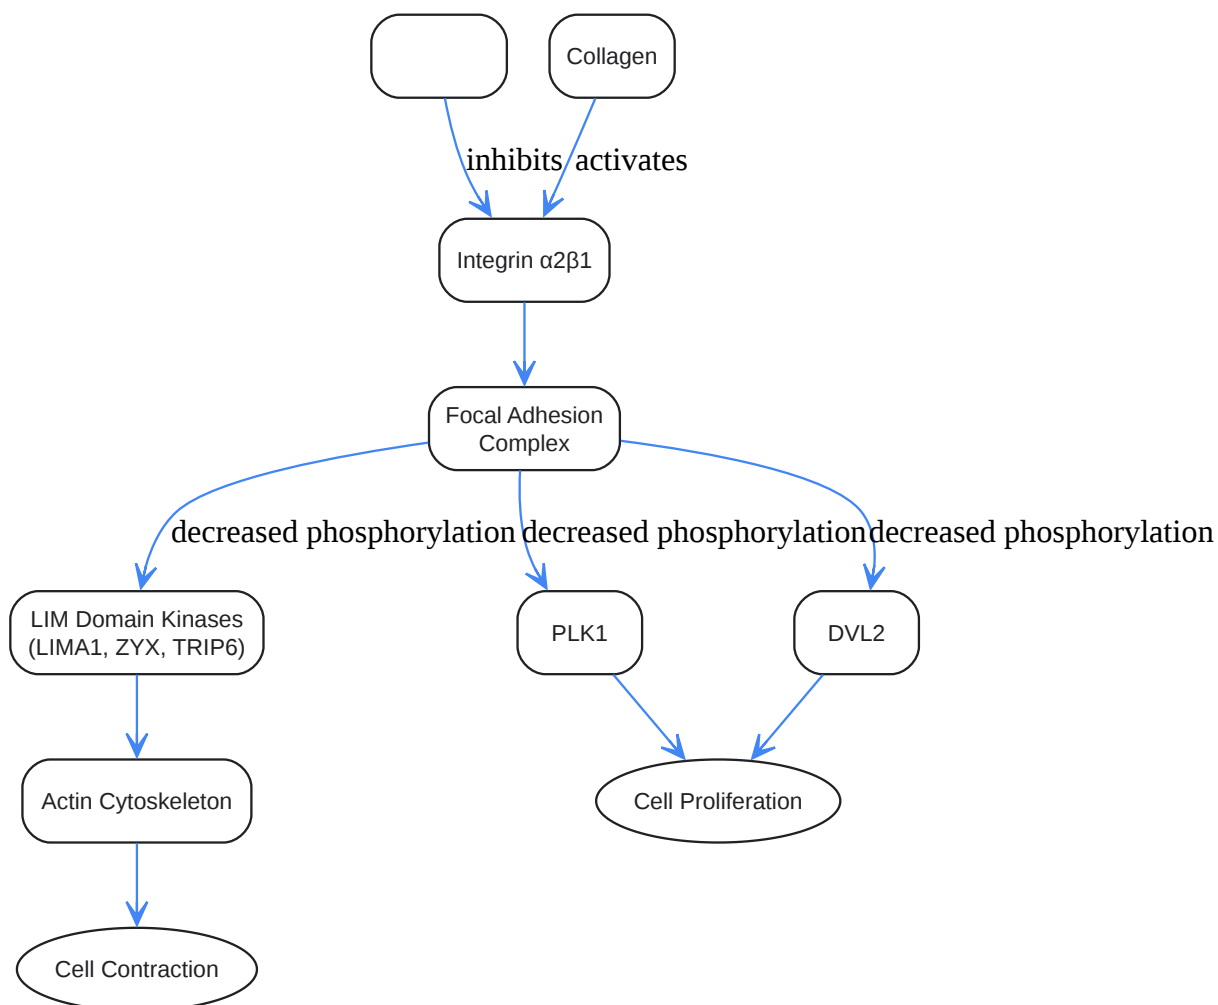 Collagen
inhibits
activates
Integrin α2β1
Focal Adhesion
Complex
decreased phosphorylation
decreased phosphorylation
decreased phosphorylation
LIM Domain Kinases
(LIMA1, ZYX, TRIP6)
PLK1
DVL2
Actin Cytoskeleton
Cell Proliferation
Cell Contraction